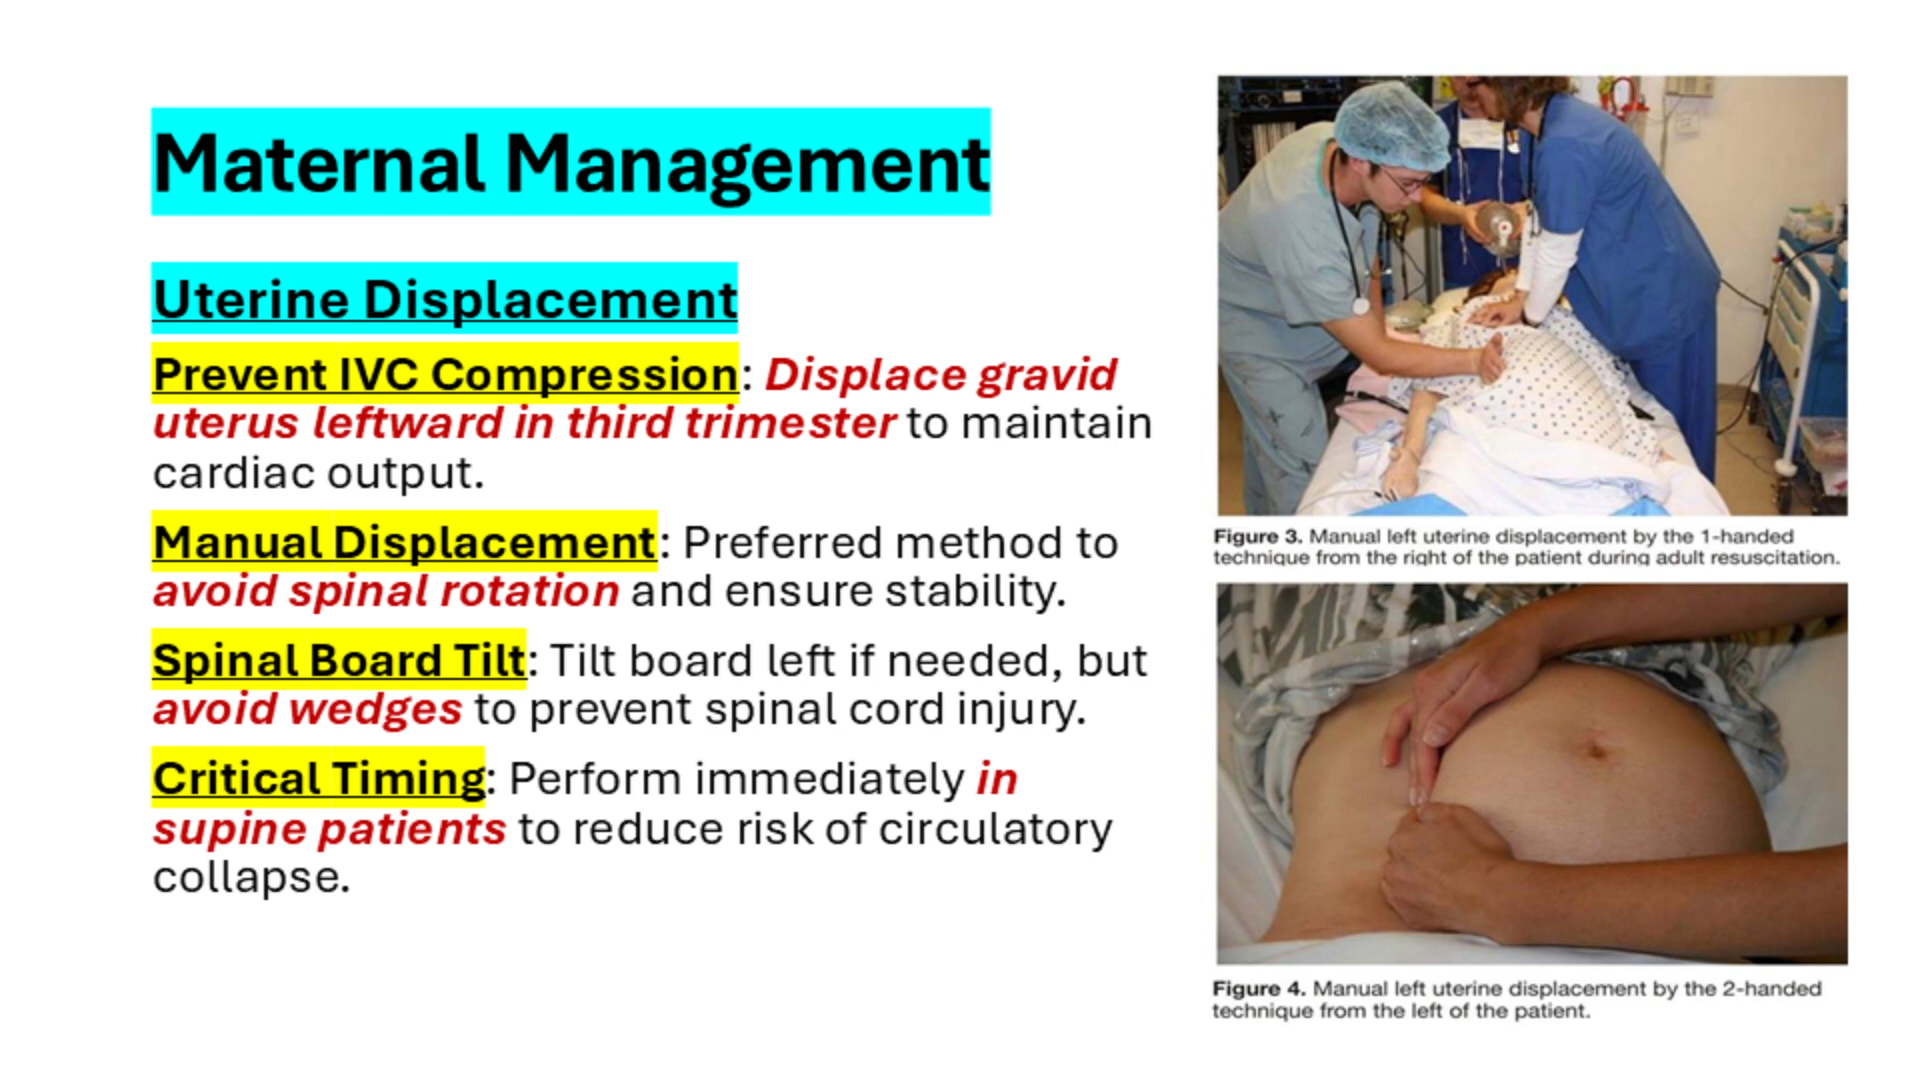 Maternal Management
Uterine Displacement
Prevent IVC Compression: Displace gravid
uterus leftward in third trimester to maintain
cardiac output.
Manual Displacement: Preferred method to
avoid spinal rotation and ensure stability.
Spinal Board Tilt: Tilt board left if needed, but
avoid wedges to prevent spinal cord injury.
Critical Timing: Perform immediately in
supine patients to reduce risk of circulatory
collapse.
Figure 3. Manual left uterine displacement by the 1-handed
technique from the right of the patient during adult resuscitation.
Figure 4. Manual left uterine displacement by the 2-handed
technique from the left of the patient.